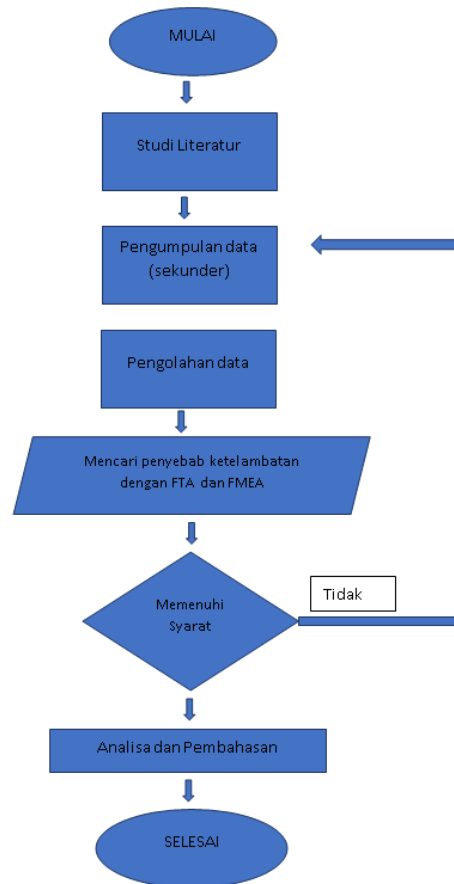 MULAI
Studi Literatur
Pengumpulan data
(sekunder)
Pengolahan data
Mencari penyebab ketelambatan
dengan FTA dan FMEA
Memenuhi
Syarat
Tidak
Analisa dan Pembahasan
SELESAI